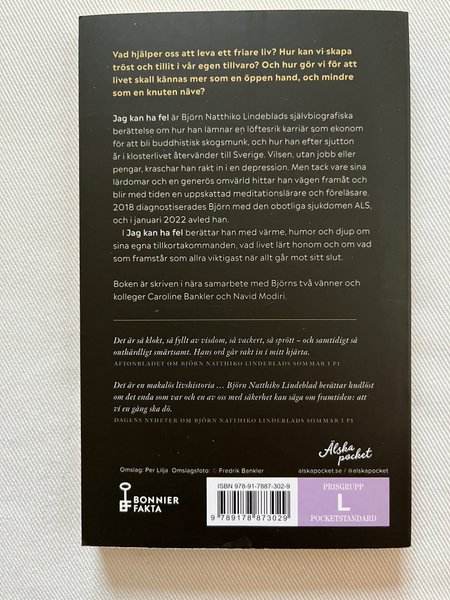 Vad hjälper oss att leva ett friare liv? Hur kan vi skapa
tröst och tillit i vår egen tillvaro? Och hur gör vi för att
livet skall kännas mer som en öppen hand, och mindre
som en knuten näve?
Jag kan ha fel är Björn Natthiko Lindeblads självbiografiska
berättelse om hur han lämnar en löftesrik karriär som ekonom
för att bli buddhistisk skogsmunk, och hur han efter sjutton
år i klosterlivet återvänder till Sverige. Vilsen, utan jobb eller
pengar, kraschar han rakt in i en depression. Men tack vare sina
lärdomar och en generös omvärld hittar han vägen framåt och
blir med tiden en uppskattad meditationslärare och föreläsare.
2018 diagnostiserades Björn med den obotliga sjukdomen ALS,
och i januari 2022 avled han.
I Jag kan ha fel berättar han med värme, humor och djup om
sina egna tillkortakommanden, vad livet lärt honom och om vad
som framstår som allra viktigast när allt går mot sitt slut.
Boken är skriven i nära samarbete med Björns två vänner och
kolleger Caroline Bankler och Navid Modiri.
Det är så klokt, så fyllt av visdom, så vackert, så sprött – och samtidigt så
outhärdligt smärtsamt. Hans ord går rakt in i mitt hjärta.
AFTONBLADET OM BJÖRN NATTHIKO LINDEBLADS SOMMAR I P1
Det är en makalös livshistoria ... Björn Natthiko Lindeblad berättar hudlöst
om det enda som var och en av oss med säkerhet kan säga om framtiden: att
vi en gång ska dö.
DAGENS NYHETER OM BJÖRN NATTHIKO LINDEBLADS SOMMAR I P1
Älska
pocket
Omslag: Per Lilja Omslagsfoto: © Fredrik Bankler
alskapocket.se / @alskapocket
BONNIER
FAKTA
ISBN 978-91-7887-302-9
9 789178 873029
PRISGRUPP
L
POCKETSTANDARD